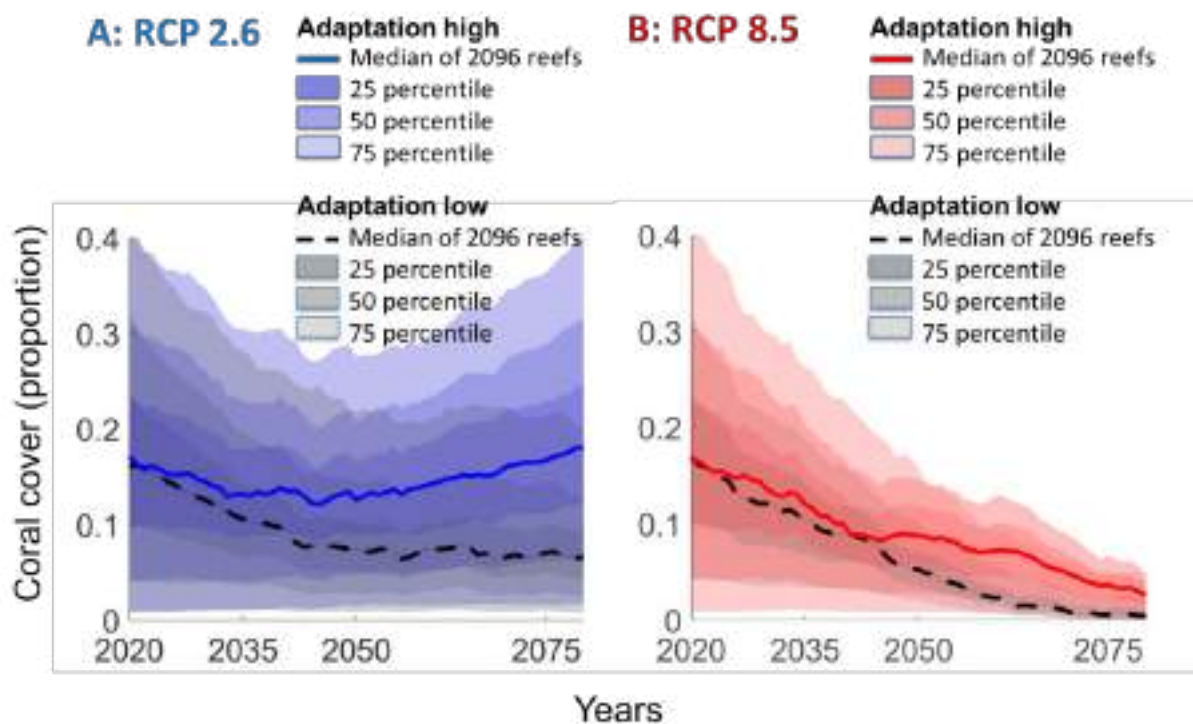 A: RCP 2.6
Adaptation high
Median of 2096 reefs
25 percentile
50 percentile
75 percentile
Adaptation low
Median of 2096 reefs
25 percentile
50 percentile
75 percentile
B: RCP 8.5
Adaptation high
Median of 2096 reefs
25 percentile
50 percentile
75 percentile
Adaptation low
Median of 2096 reefs
25 percentile
50 percentile
75 percentile
Coral cover (proportion)
0.4
0.3
0.2
0.1
0
2020 2035 2050 2075
0.4
0.3
0.2
0.1
0
2020 2035 2050 2075
Years